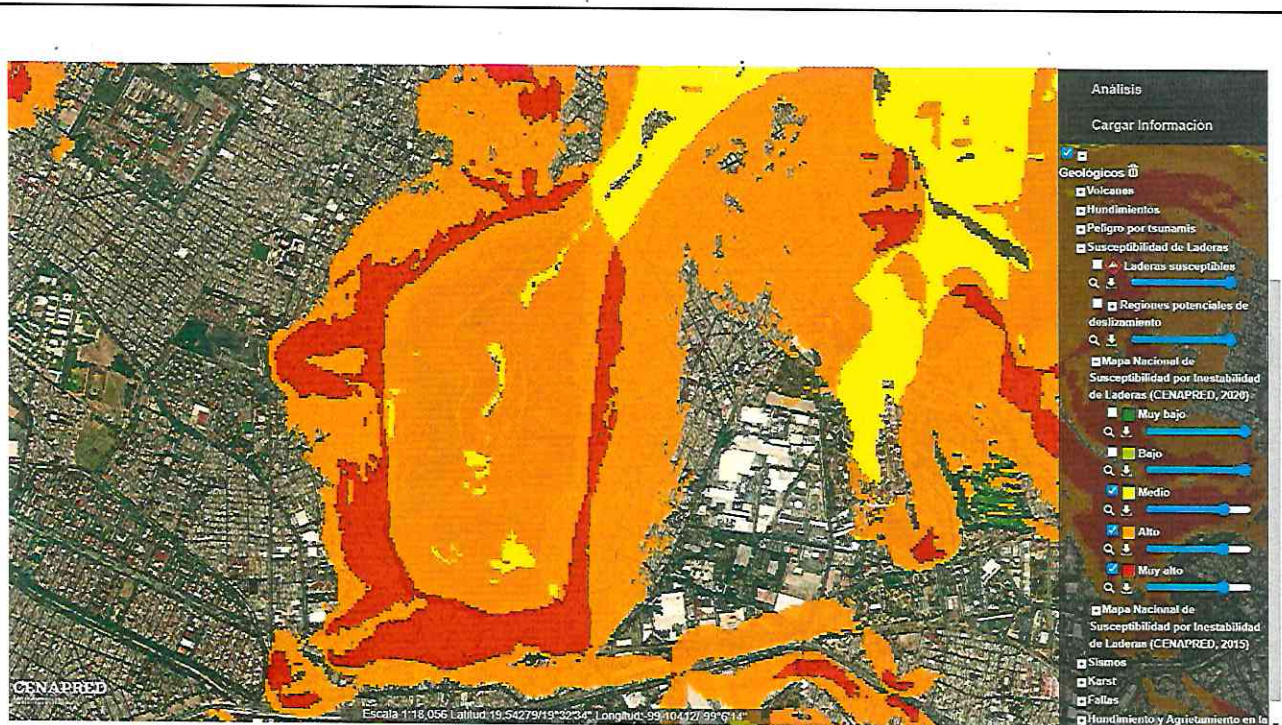 Análisis
Cargar Información
Geológicos
Volcanes
Hundimientos
Peligro por tsunamis
Susceptibilidad de Laderas
Laderas susceptibles
Regiones potenciales de
deslizamiento
Mapa Nacional de
Susceptibilidad por Inestabilidad
de Laderas (CENAPRED, 2020)
Muy bajo
Bajo
Medio
Alto
Muy alto
Mapa Nacional de
Susceptibilidad por Inestabilidad
de Laderas (CENAPRED, 2015)
Sismos
Karst
Fallas
Hundimiento y Agrietamiento en la
CENAPRED
Escala 1:18,056 Latitud:19.54279/19°32'34" Longitud:-99.10412/ 99°6'14"